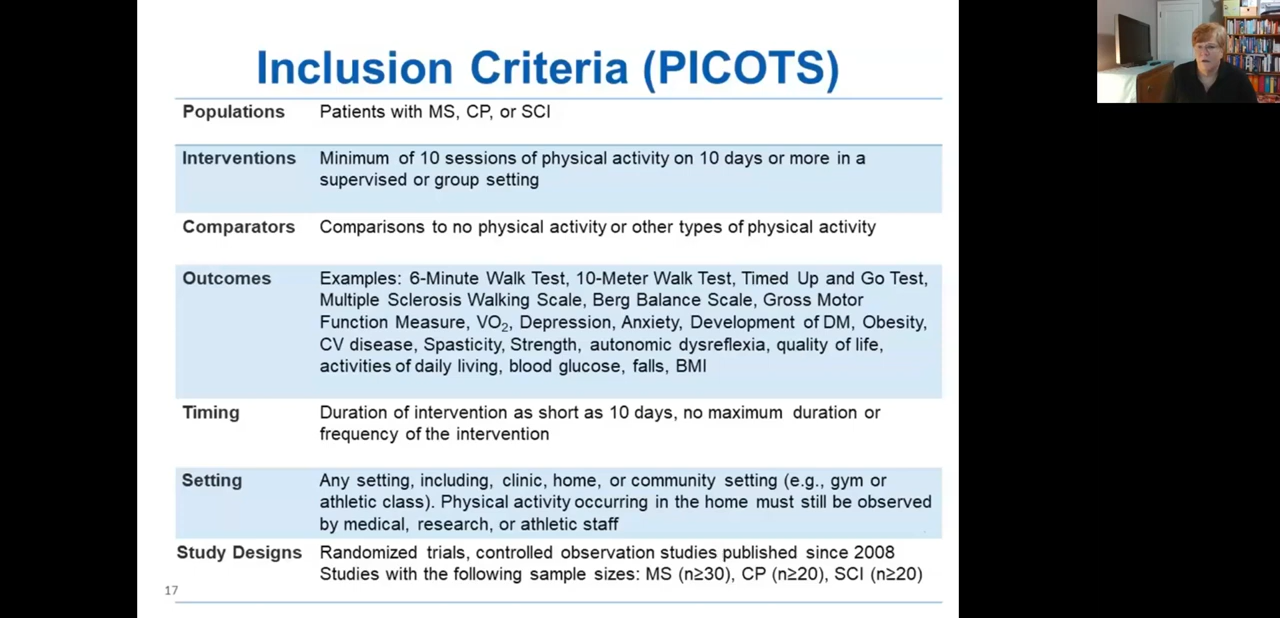 Inclusion Criteria (PICOTS)
Populations Patients with MS, CP, or SCI
Interventions Minimum of 10 sessions of physical activity on 10 days or more in a
supervised or group setting
Comparators Comparisons to no physical activity or other types of physical activity
Outcomes Examples: 6-Minute Walk Test, 10-Meter Walk Test, Timed Up and Go Test,
Multiple Sclerosis Walking Scale, Berg Balance Scale, Gross Motor
Function Measure, VO₂, Depression, Anxiety, Development of DM, Obesity,
CV disease, Spasticity, Strength, autonomic dysreflexia, quality of life,
activities of daily living, blood glucose, falls, BMI
Timing Duration of intervention as short as 10 days, no maximum duration or
frequency of the intervention
Setting Any setting, including, clinic, home, or community setting (e.g., gym or
athletic class). Physical activity occurring in the home must still be observed
by medical, research, or athletic staff
Study Designs Randomized trials, controlled observation studies published since 2008
Studies with the following sample sizes: MS (n≥30), CP (n≥20), SCI (n≥20)
17